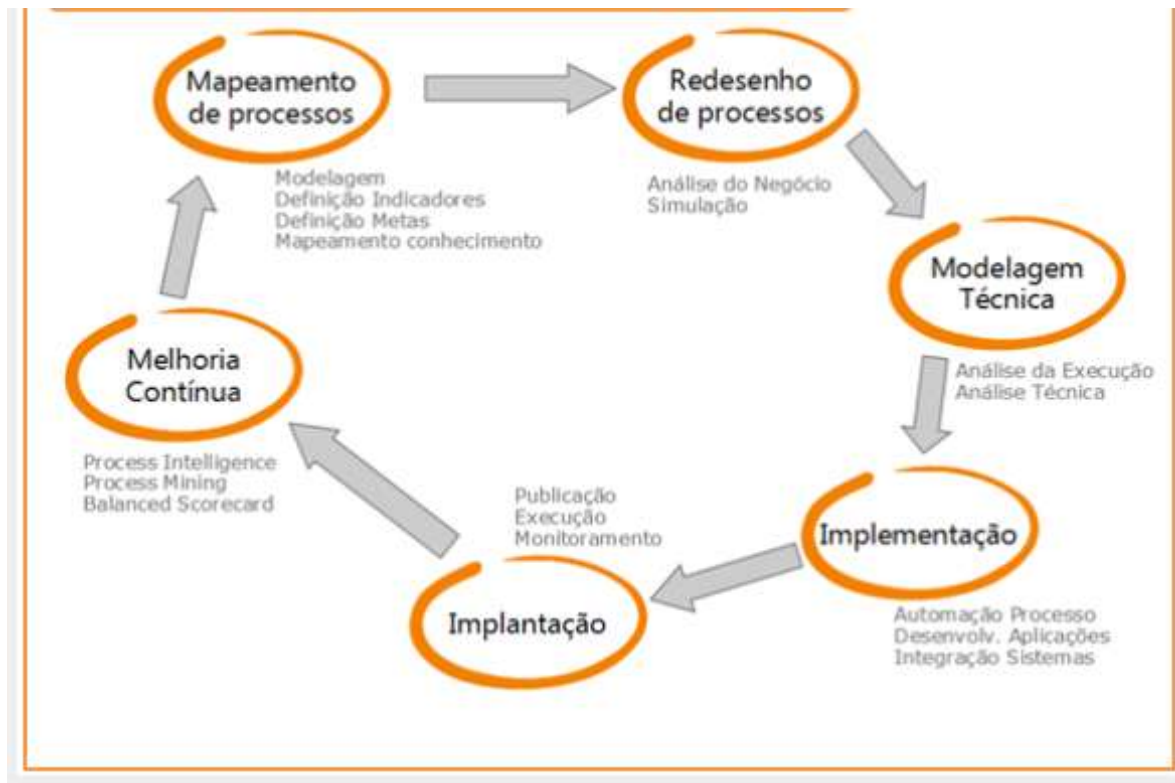 Mapeamento
de processos
Modelagem
Definição Indicadores
Definição Metas
Mapeamento conhecimento
Redesenho
de processos
Análise do Negócio
Simulação
Modelagem
Técnica
Análise da Execução
Análise Técnica
Implementação
Automação Processo
Desenvolv. Aplicações
Integração Sistemas
Publicação
Execução
Monitoramento
Implantação
Melhoria
Contínua
Process Intelligence
Process Mining
Balanced Scorecard